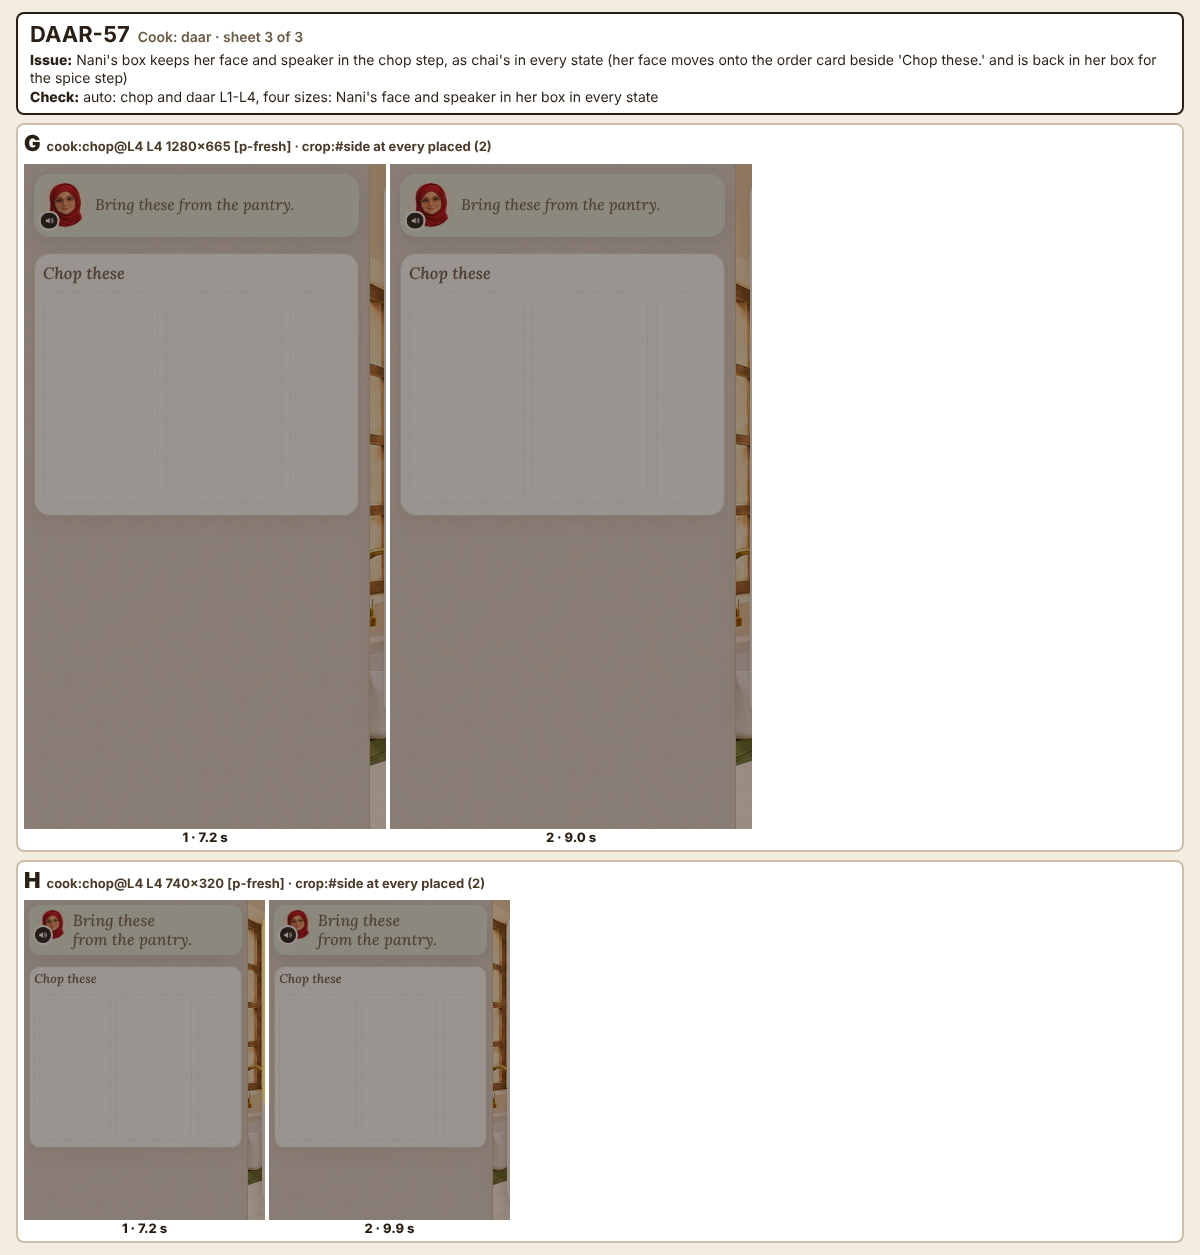 DAAR-57 Cook: daar · sheet 3 of 3
Issue: Nani's box keeps her face and speaker in the chop step, as chai's in every state (her face moves onto the order card beside 'Chop these.' and is back in her box for
the spice step)
Check: auto: chop and daar L1-L4, four sizes: Nani's face and speaker in her box in every state
G cook:chop@L4 L4 1280×665 [p-fresh] · crop:#side at every placed (2)
Bring these from the pantry.
Chop these
Bring these from the pantry.
Chop these
1 · 7.2 s
2 · 9.0 s
H cook:chop@L4 L4 740×320 [p-fresh] · crop:#side at every placed (2)
Bring these
from the pantry.
Chop these
Bring these
from the pantry.
Chop these
1 · 7.2 s
2 · 9.9 s